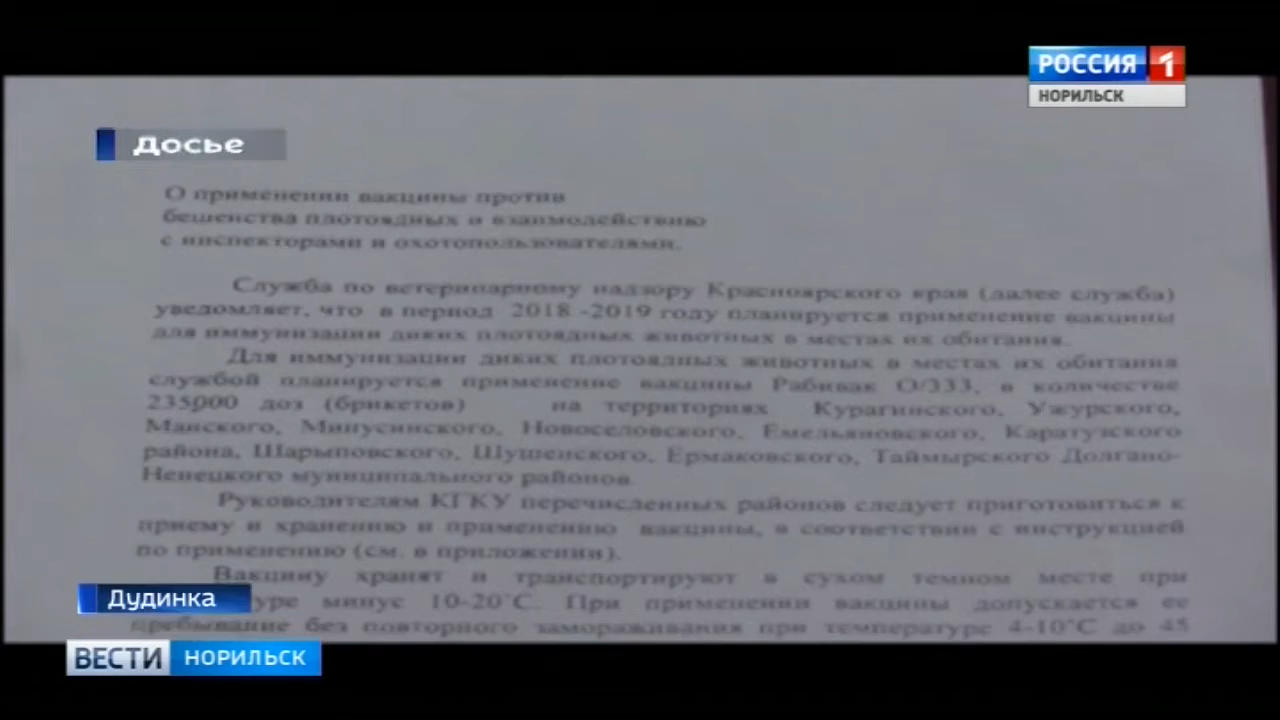 РОССИЯ 1
НОРИЛЬСК
Досье
О применении вакцины против
бешенства плотоядных и взаимодействию
с инспекторами и охотопользователями.
Служба по ветеринарному надзору Красноярского края (далее служба)
уведомляет, что в период 2018 -2019 году планируется применение вакцины
для иммунизации диких плотоядных животных в местах их обитания.
Для иммунизации диких плотоядных животных в местах их обитания
службой планируется применение вакцины Рабивак О/333, в количестве
235000 доз (брикетов) на территориях Курагинского, Ужурского,
Манского, Минусинского, Новоселовского, Емельяновского, Каратузского
района, Шарыповского, Шушенского, Ермаковского, Таймырского Долгано-
Ненецкого муниципального районов.
Руководителям КГКУ перечисленных районов следует приготовиться к
приему и хранению и применению вакцины, в соответствии с инструкцией
по применению (см. в приложении).
Вакцину хранят и транспортируют в сухом темном месте при
уре минус 10-20˚С. При применении вакцины допускается ее
пребывание без повторного замораживания при температуре 4-10˚С до 45
Дудинка
ВЕСТИ НОРИЛЬСК